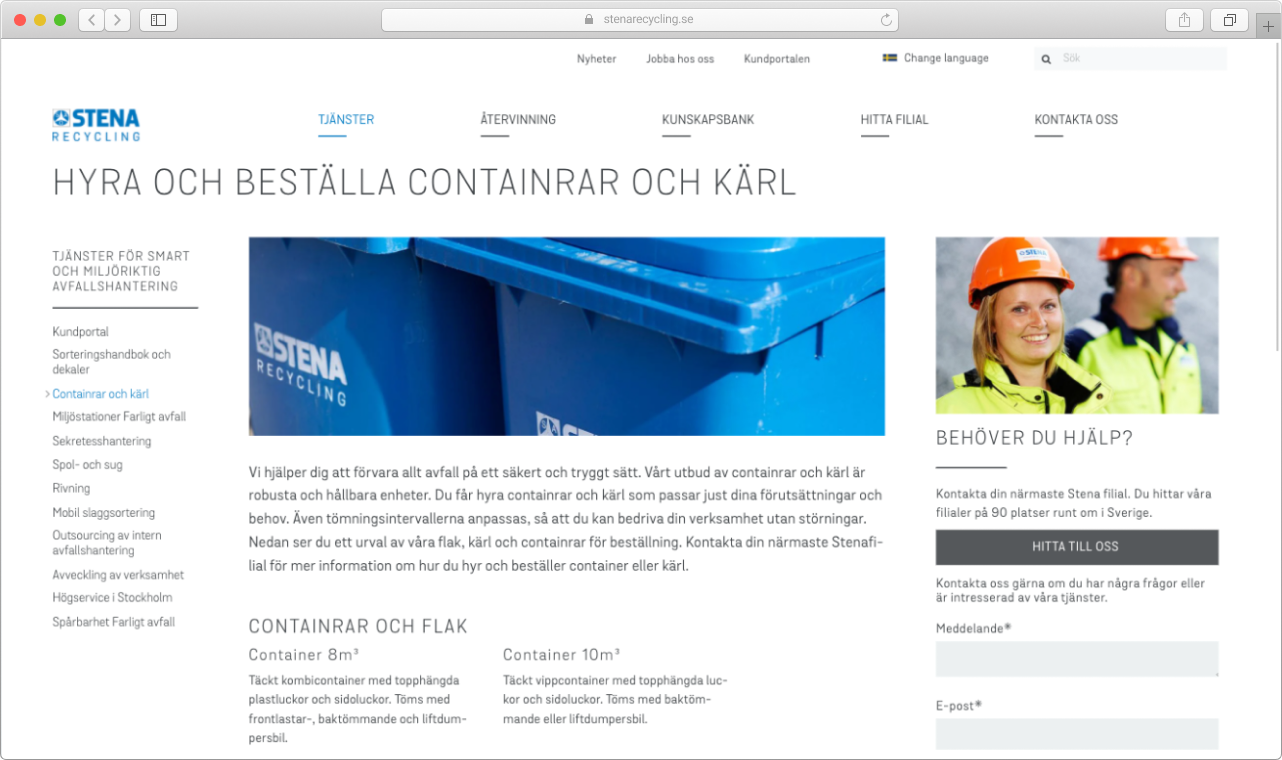 stenarecycling.se
Nyheter
Jobba hos oss
Kundportalen
Change language
Sök
STENA
RECYCLING
TJÄNSTER
ÅTERVINNING
KUNSKAPSBANK
HITTA FILIAL
KONTAKTA OSS
HYRA OCH BESTÄLLA CONTAINRAR OCH KÄRL
TJÄNSTER FÖR SMART
OCH MILJÖRIKTIG
AVFALLSHANTERING
Kundportal
Sorteringshandbok och
dekaler
Containrar och kärl
Miljöstationer Farligt avfall
Sekretesshantering
Spol- och sug
Rivning
Mobil slaggsortering
Outsourcing av intern
avfallshantering
Avveckling av verksamhet
Högservice i Stockholm
Spårbarhet Farligt avfall
STENA
RECYCLING
STENA
Vi hjälper dig att förvara allt avfall på ett säkert och tryggt sätt. Vårt utbud av containrar och kärl är
robusta och hållbara enheter. Du får hyra containrar och kärl som passar just dina förutsättningar och
behov. Även tömningsintervallerna anpassas, så att du kan bedriva din verksamhet utan störningar.
Nedan ser du ett urval av våra flak, kärl och containrar för beställning. Kontakta din närmaste Stenafi-
lial för mer information om hur du hyr och beställer container eller kärl.
CONTAINRAR OCH FLAK
Container 8m³
Täckt kombicontainer med topphängda
plastluckor och sidoluckor. Töms med
frontlastar-, baktömmande och liftdum-
persbil.
Container 10m³
Täckt vippcontainer med topphängda luc-
kor och sidoluckor. Töms med baktöm-
mande eller liftdumpersbil.
STENA
BEHÖVER DU HJÄLP?
Kontakta din närmaste Stena filial. Du hittar våra
filialer på 90 platser runt om i Sverige.
HITTA TILL OSS
Kontakta oss gärna om du har några frågor eller
är intresserad av våra tjänster.
Meddelande*
E-post*